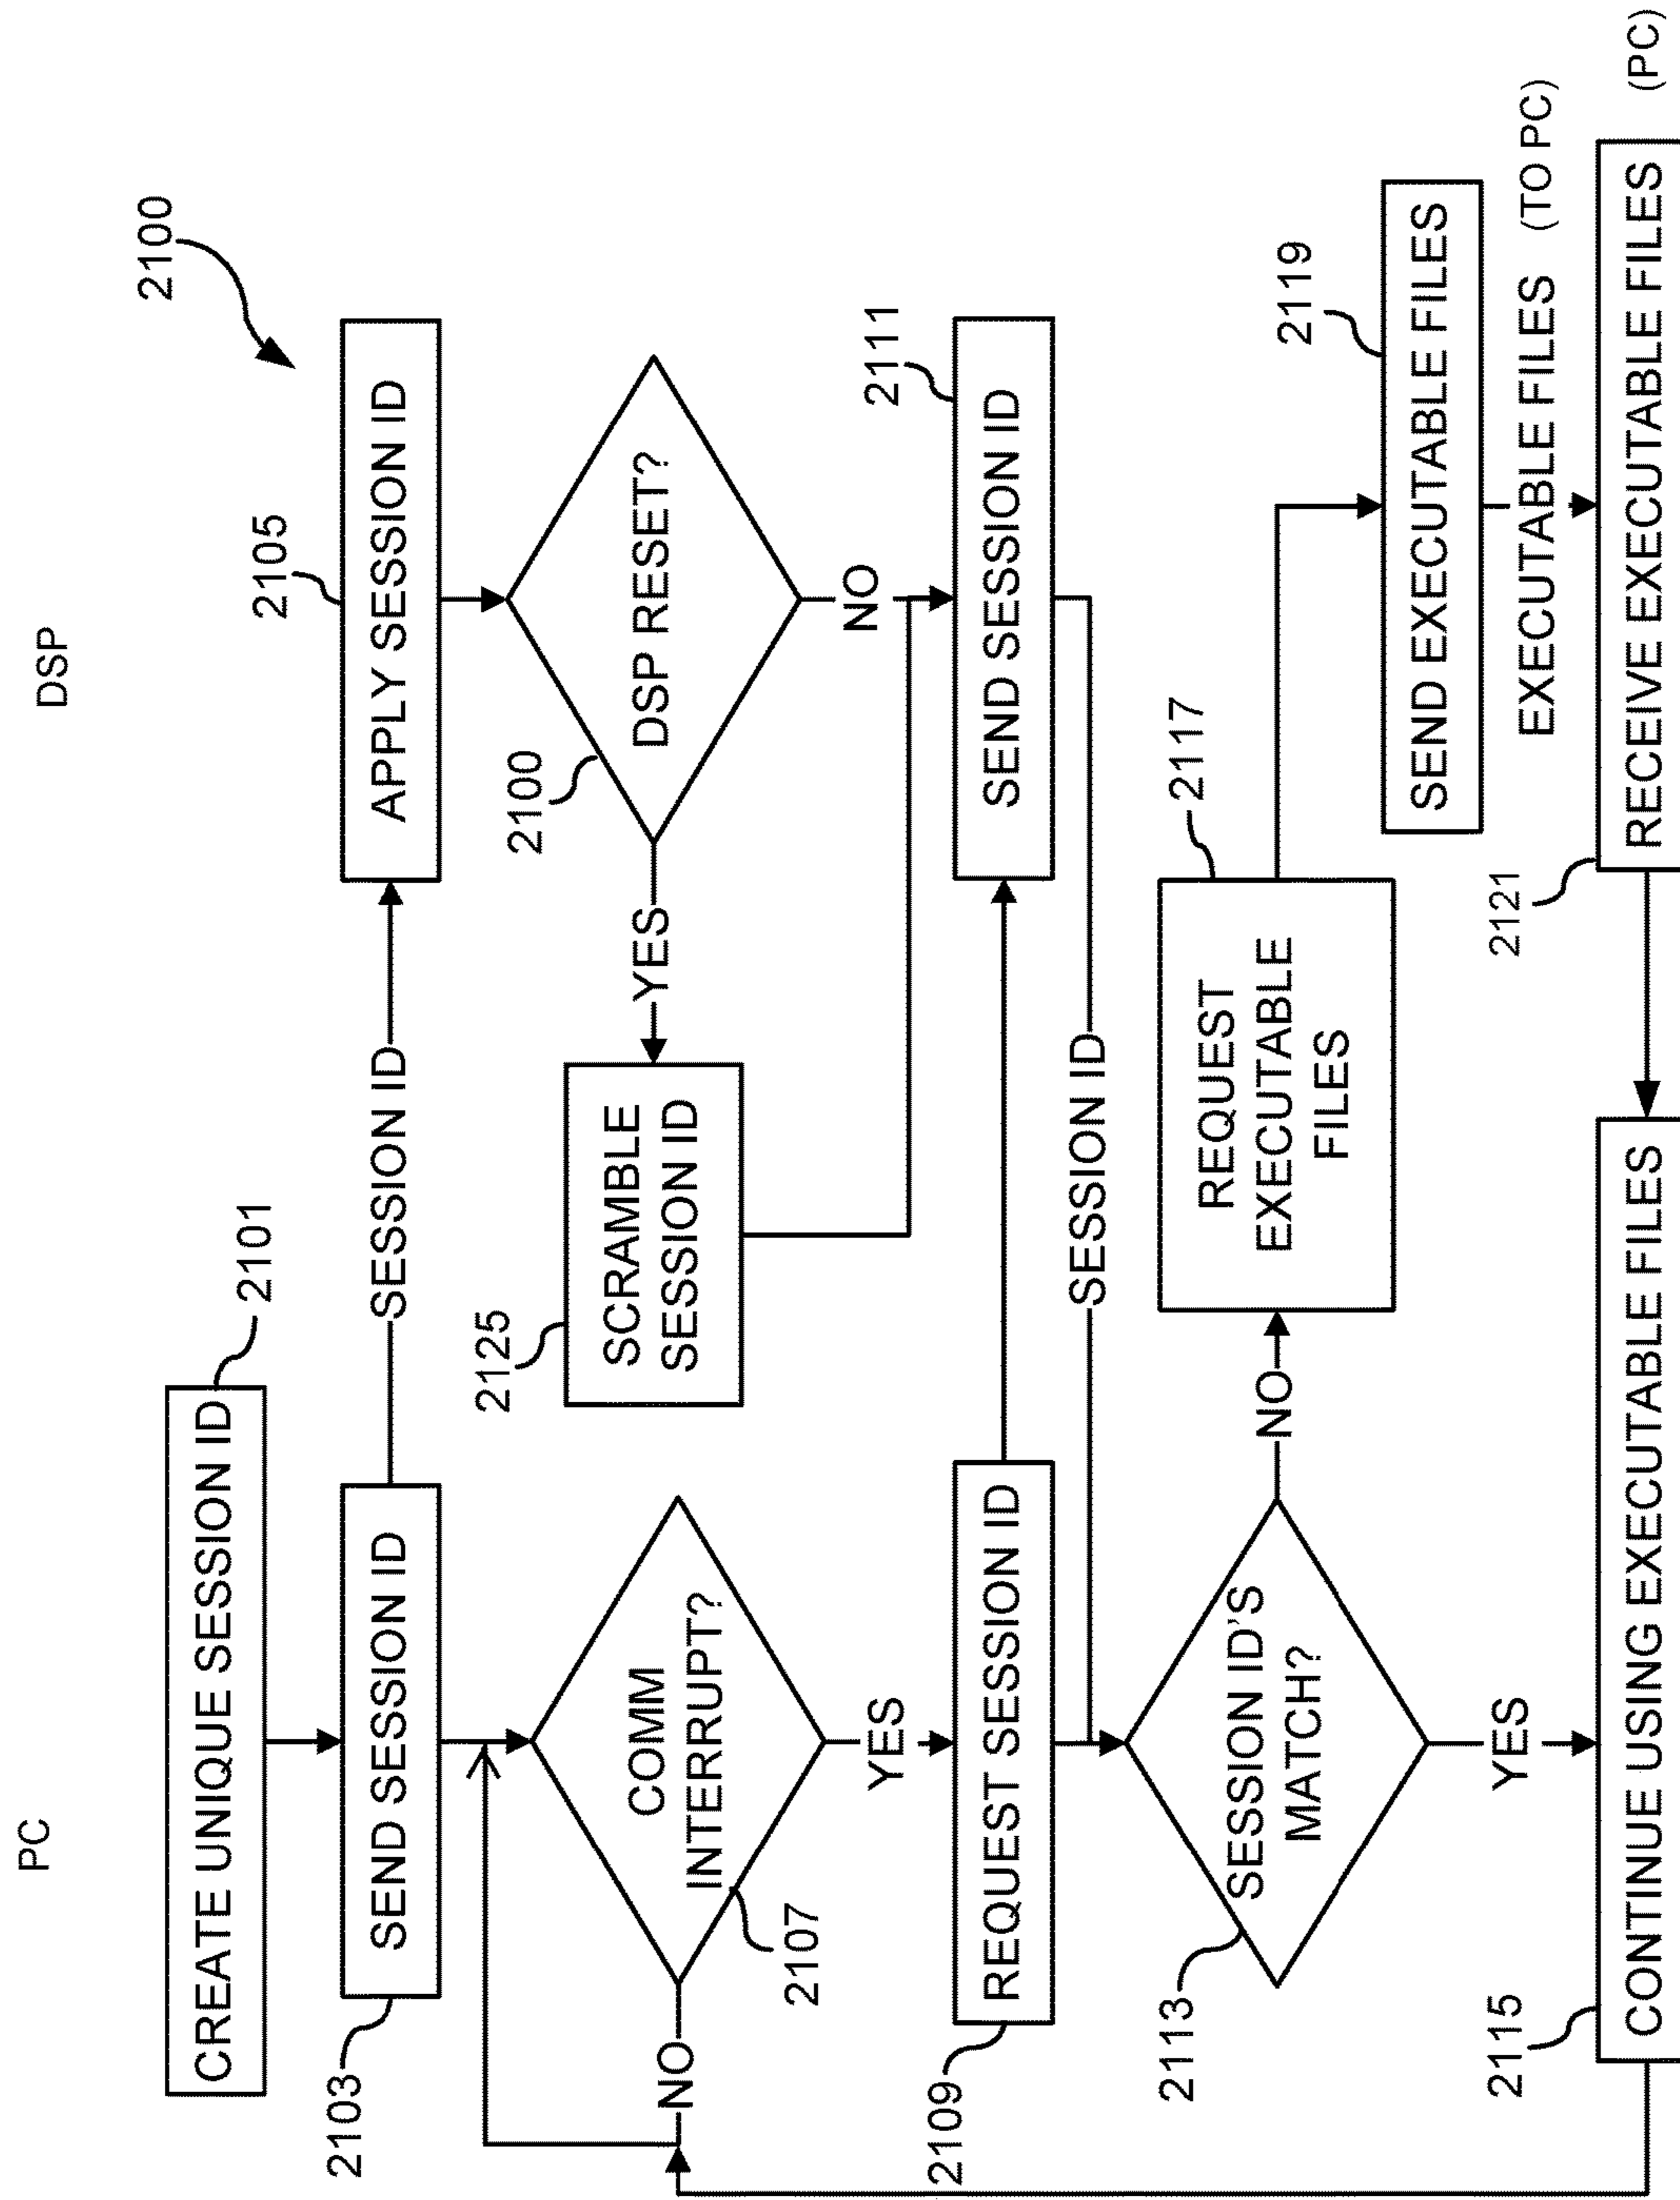 PC
DSP
2100
CREATE UNIQUE SESSION ID
2101
2103
SEND SESSION ID
SESSION ID
2105
APPLY SESSION ID
COMM
INTERRUPT?
2107
NO
YES
2125
SCRAMBLE
SESSION ID
YES
2100
DSP RESET?
NO
2109
REQUEST SESSION ID
2111
SEND SESSION ID
SESSION ID
2113
SESSION ID'S
MATCH?
NO
REQUEST
EXECUTABLE
FILES
2117
2119
SEND EXECUTABLE FILES
YES
EXECUTABLE FILES (TO PC)
2115
CONTINUE USING EXECUTABLE FILES
2121
RECEIVE EXECUTABLE FILES
(PC)